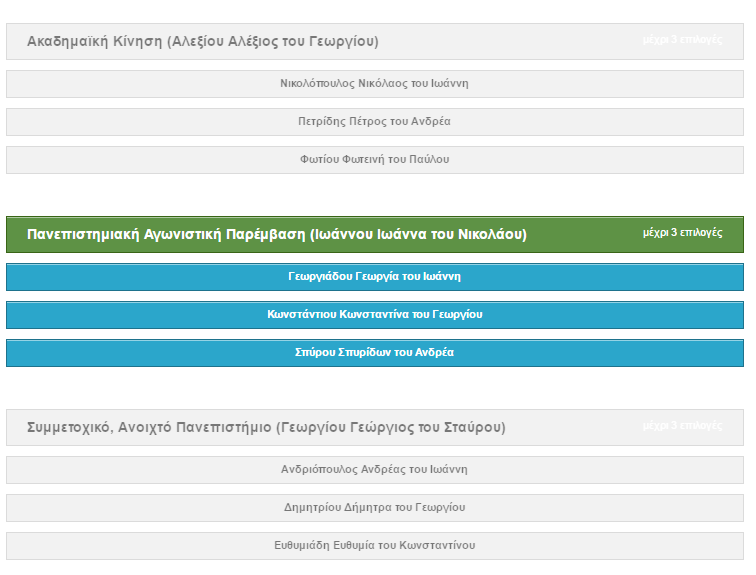 Ακαδημαϊκή Κίνηση (Αλεξίου Αλέξιος του Γεωργίου) μέχρι 3 επιλογές
Νικολόπουλος Νικόλαος του Ιωάννη
Πετρίδης Πέτρος του Ανδρέα
Φωτίου Φωτεινή του Παύλου
Πανεπιστημιακή Αγωνιστική Παρέμβαση (Ιωάννου Ιωάννα του Νικολάου) μέχρι 3 επιλογές
Γεωργιάδου Γεωργία του Ιωάννη
Κωνστάντιου Κωνσταντίνα του Γεωργίου
Σπύρου Σπυρίδων του Ανδρέα
Συμμετοχικό, Ανοιχτό Πανεπιστήμιο (Γεωργίου Γεώργιος του Σταύρου) μέχρι 3 επιλογές
Ανδριόπουλος Ανδρέας του Ιωάννη
Δημητρίου Δήμητρα του Γεωργίου
Ευθυμιάδη Ευθυμία του Κωνσταντίνου